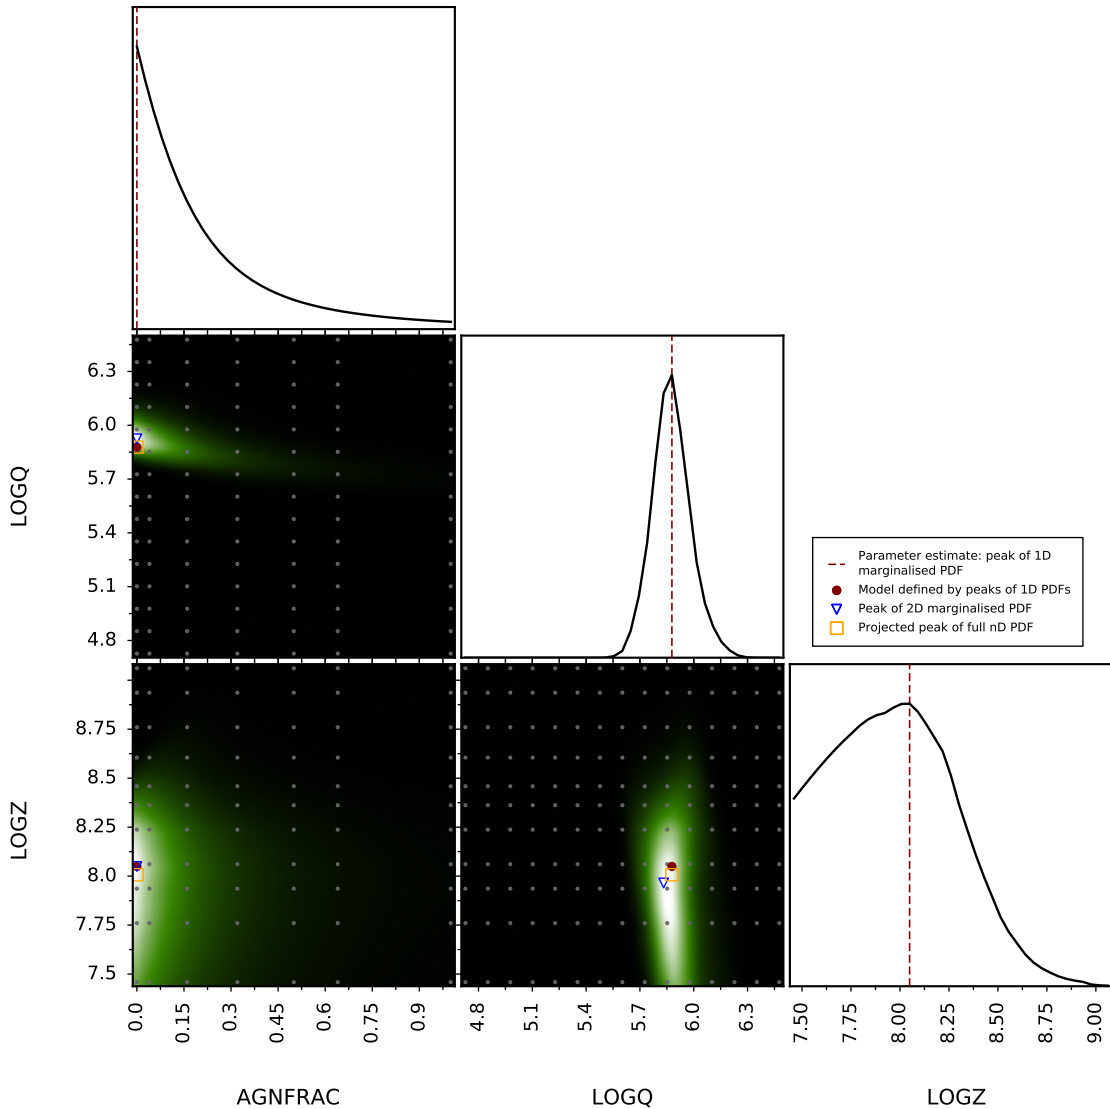 6.3
6.0
5.7
5.4
5.1
4.8
LOGQ
Parameter estimate: peak of 1D
marginalised PDF
Model defined by peaks of 1D PDFs
Peak of 2D marginalised PDF
Projected peak of full nD PDF
8.75
8.5
8.25
8.0
7.75
7.5
LOGZ
0.0 0.15 0.3 0.45 0.6 0.75 0.9
4.8 5.1 5.4 5.7 6.0 6.3
7.50 7.75 8.00 8.25 8.50 8.75 9.00
AGNFRAC
LOGQ
LOGZ